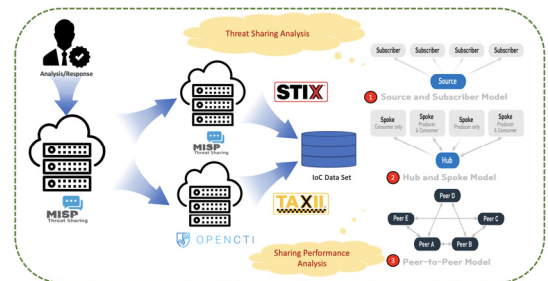 Threat Sharing Analysis
Analysis/Response
MISP
Threat Sharing
MISP
Threat Sharing
OPENCTI
STIX
IoC Data Set
TAXII
Sharing Performance
Analysis
Subscriber Subscriber Subscriber Subscriber
Source
1 Source and Subscriber Model
Spoke Spoke Spoke Spoke
Consumer only Producer Producer only Producer
& Consumer & Consumer
Hub
2 Hub and Spoke Model
Peer D
Peer E Peer C
Peer A Peer B
3 Peer-to-Peer Model